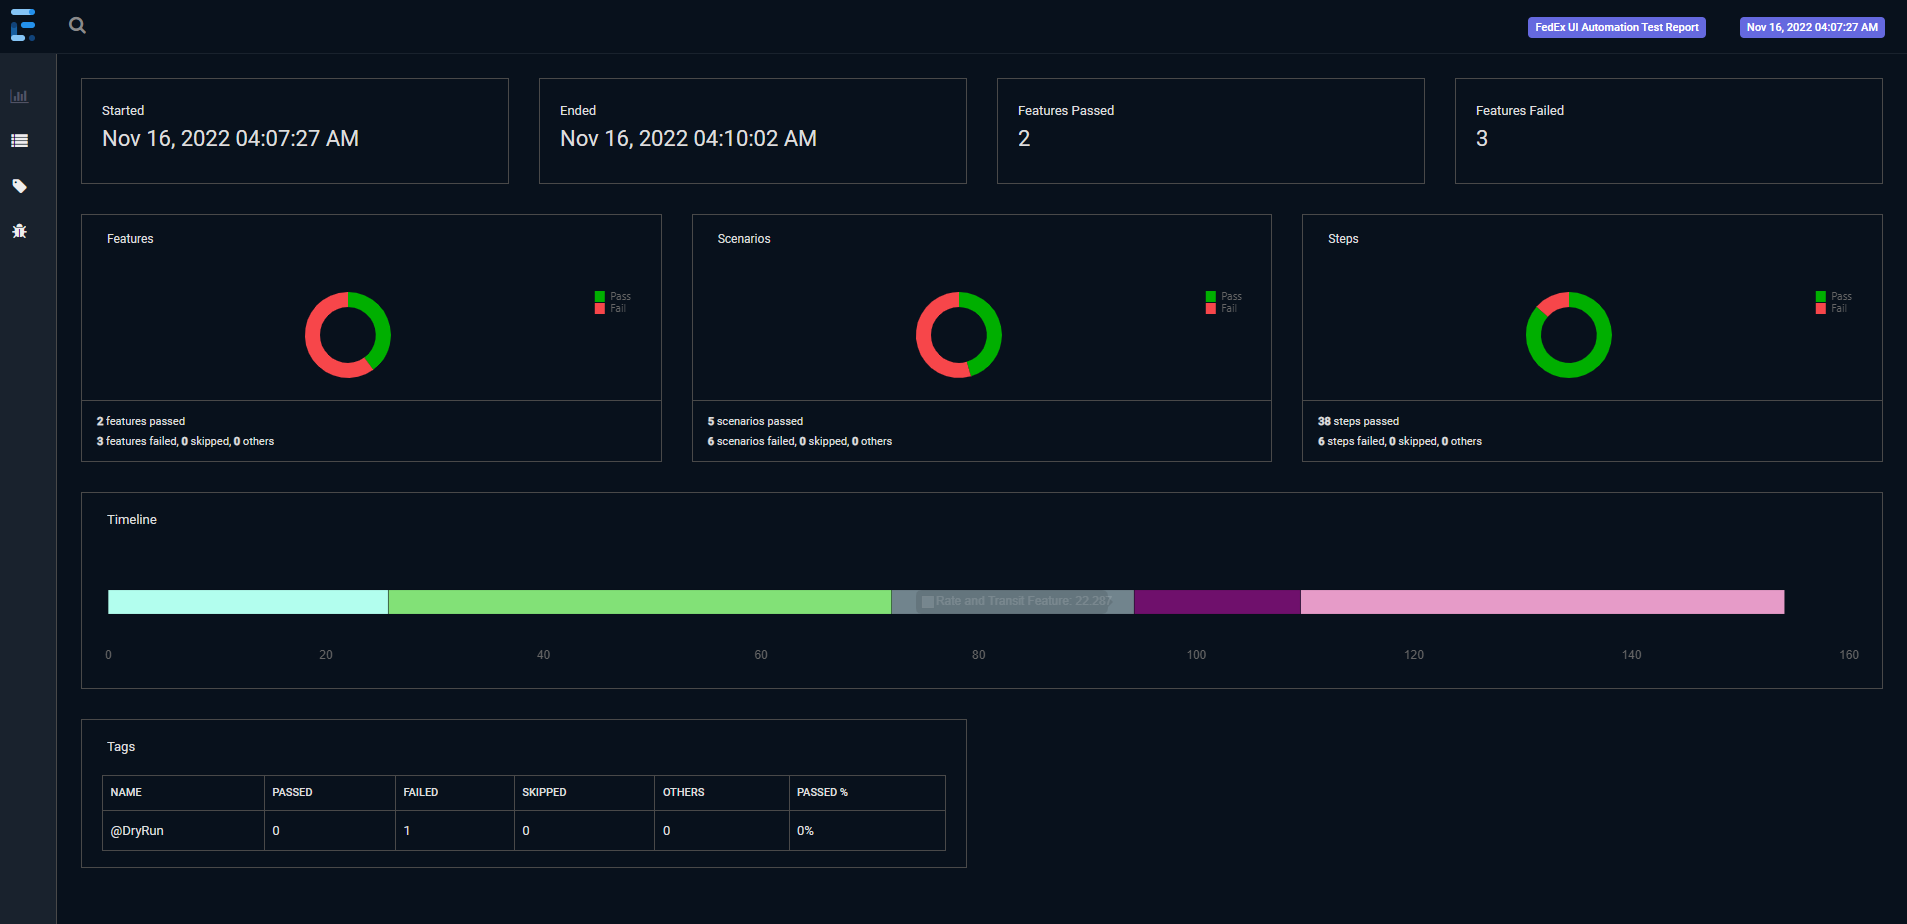 FedEx UI Automation Test Report
Nov 16, 2022 04:07:27 AM
Started
Nov 16, 2022 04:07:27 AM
Ended
Nov 16, 2022 04:10:02 AM
Features Passed
2
Features Failed
3
Features
Pass
Fail
2 features passed
3 features failed, 0 skipped, 0 others
Scenarios
Pass
Fail
5 scenarios passed
6 scenarios failed, 0 skipped, 0 others
Steps
Pass
Fail
38 steps passed
6 steps failed, 0 skipped, 0 others
Timeline
Rate and Transit Feature: 22.287
0 20 40 60 80 100 120 140 160
Tags
NAME PASSED FAILED SKIPPED OTHERS PASSED %
@DryRun 0 1 0 0 0%